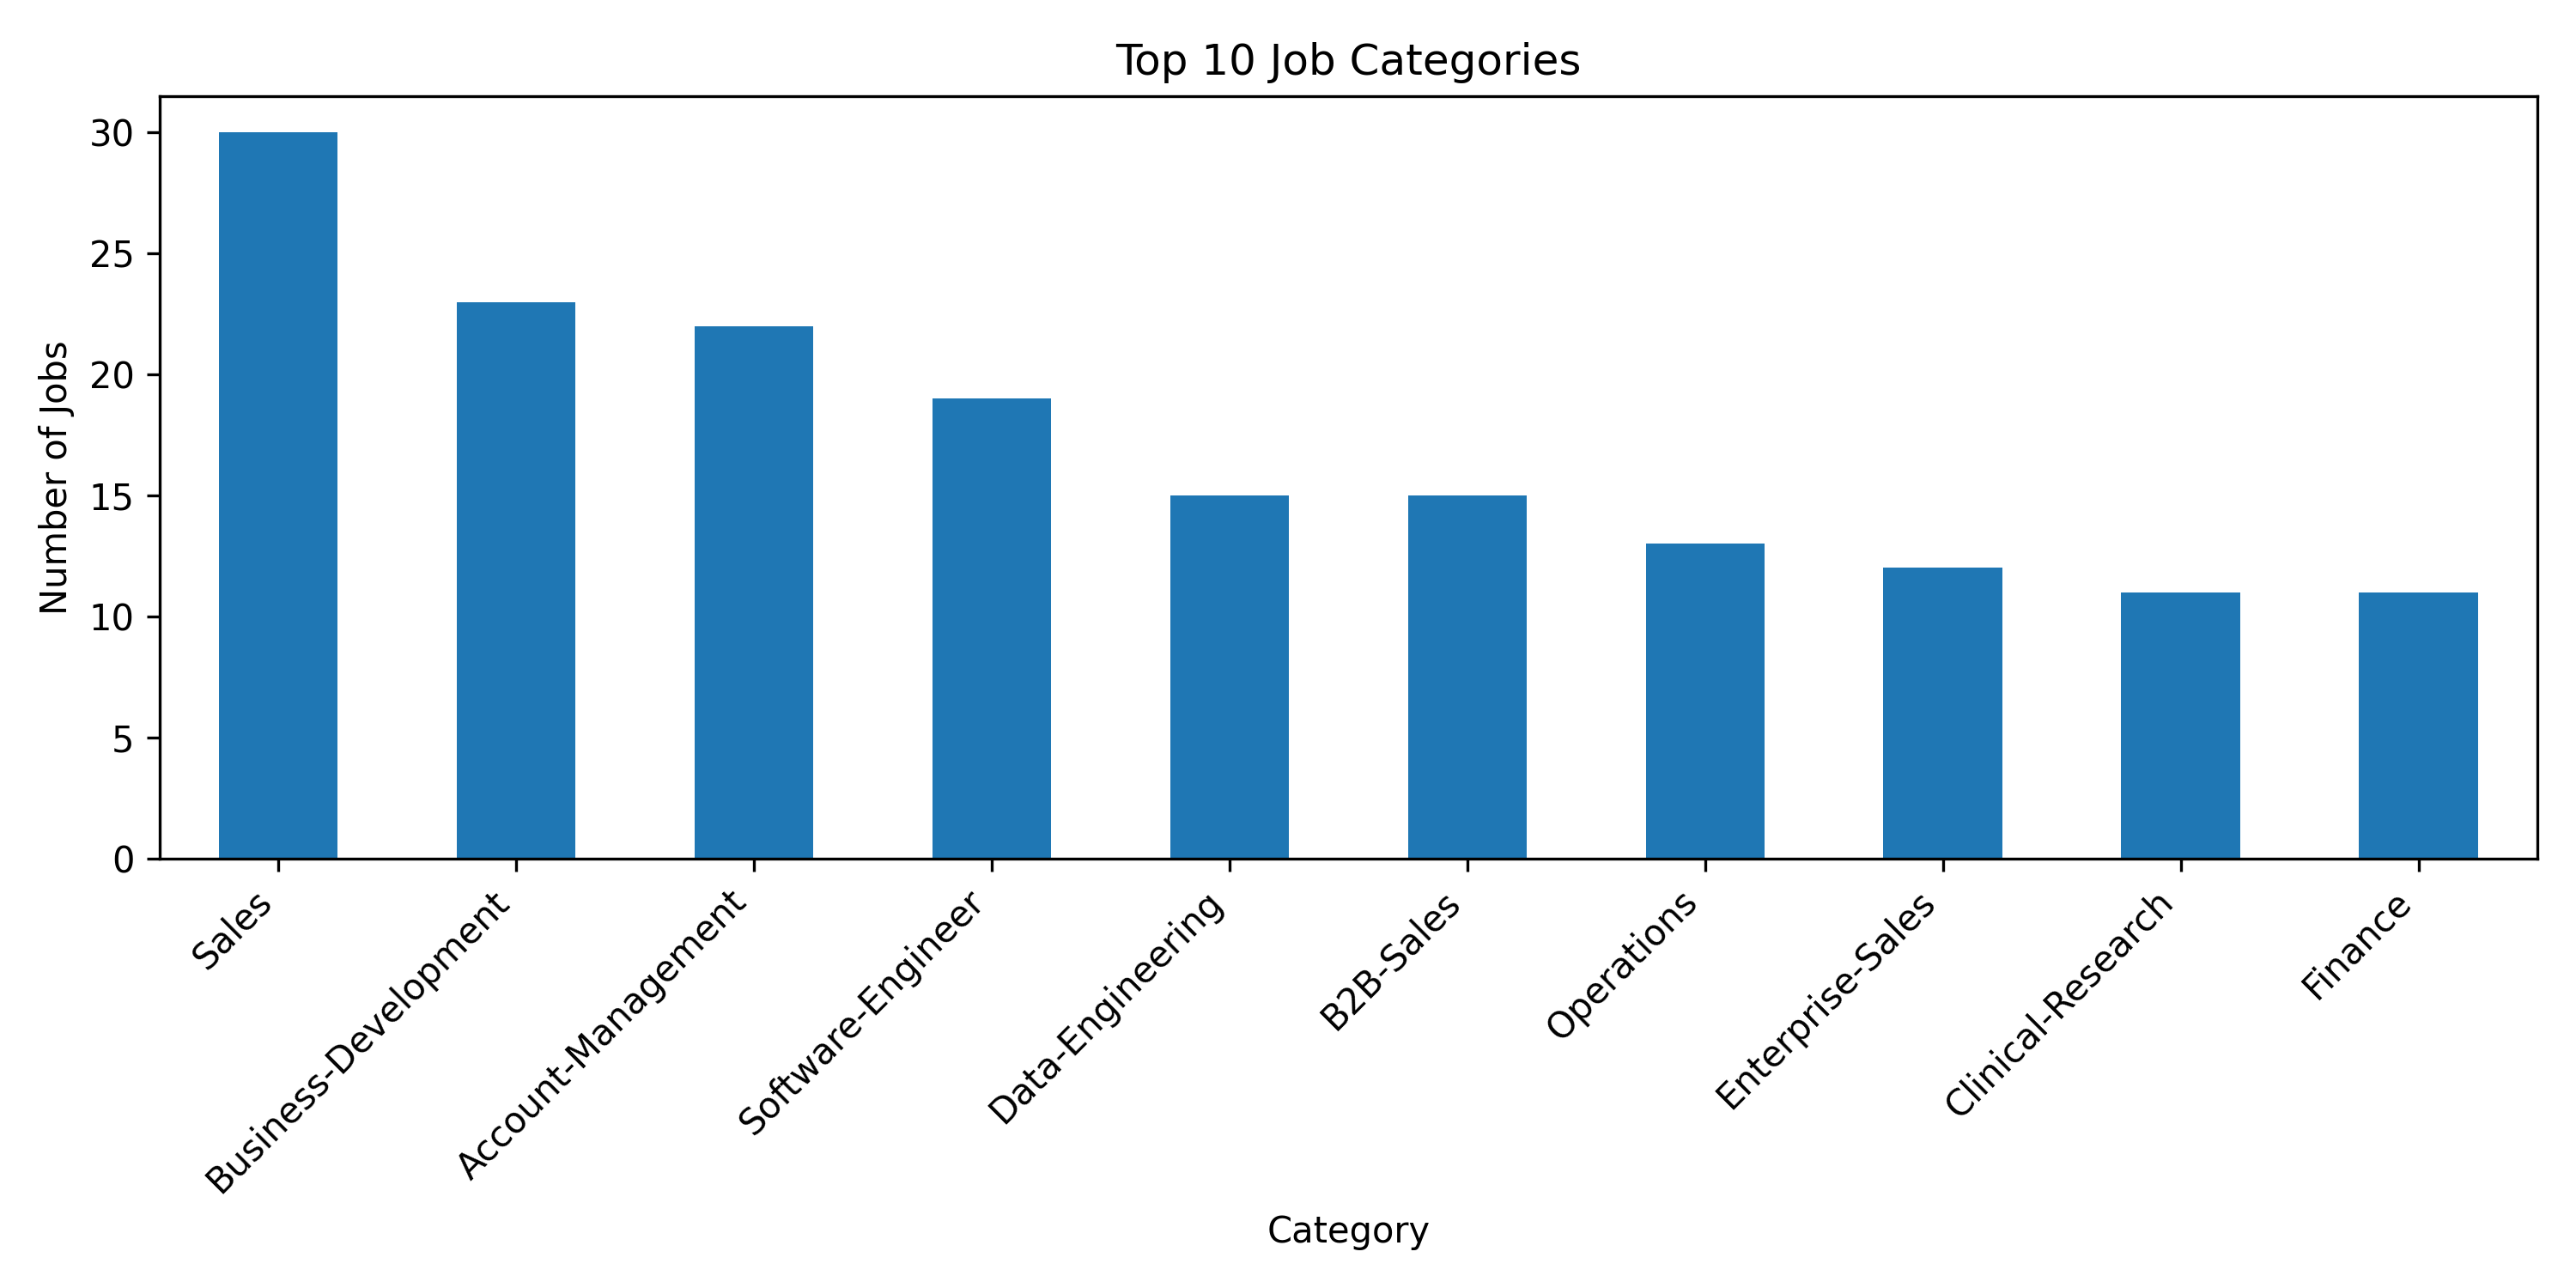 Top 10 Job Categories
Number of Jobs
30
25
20
15
10
5
0
Sales
Business-Development
Account-Management
Software-Engineer
Data-Engineering
B2B-Sales
Operations
Enterprise-Sales
Clinical-Research
Finance
Category